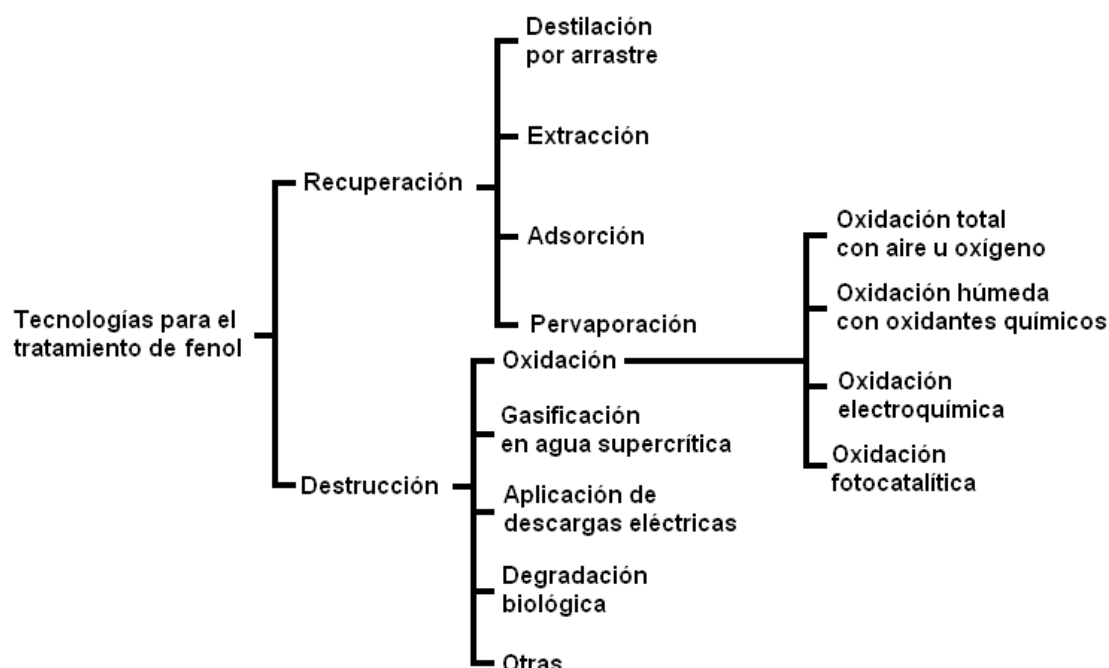 Tecnologías para el
tratamiento de fenol
Recuperación
Destilación
por arrastre
Extracción
Adsorción
Pervaporación
Destrucción
Oxidación
Oxidación total
con aire u oxígeno
Oxidación húmeda
con oxidantes químicos
Oxidación
electroquímica
Oxidación
fotocatalítica
Gasificación
en agua supercrítica
Aplicación de
descargas eléctricas
Degradación
biológica
Otras